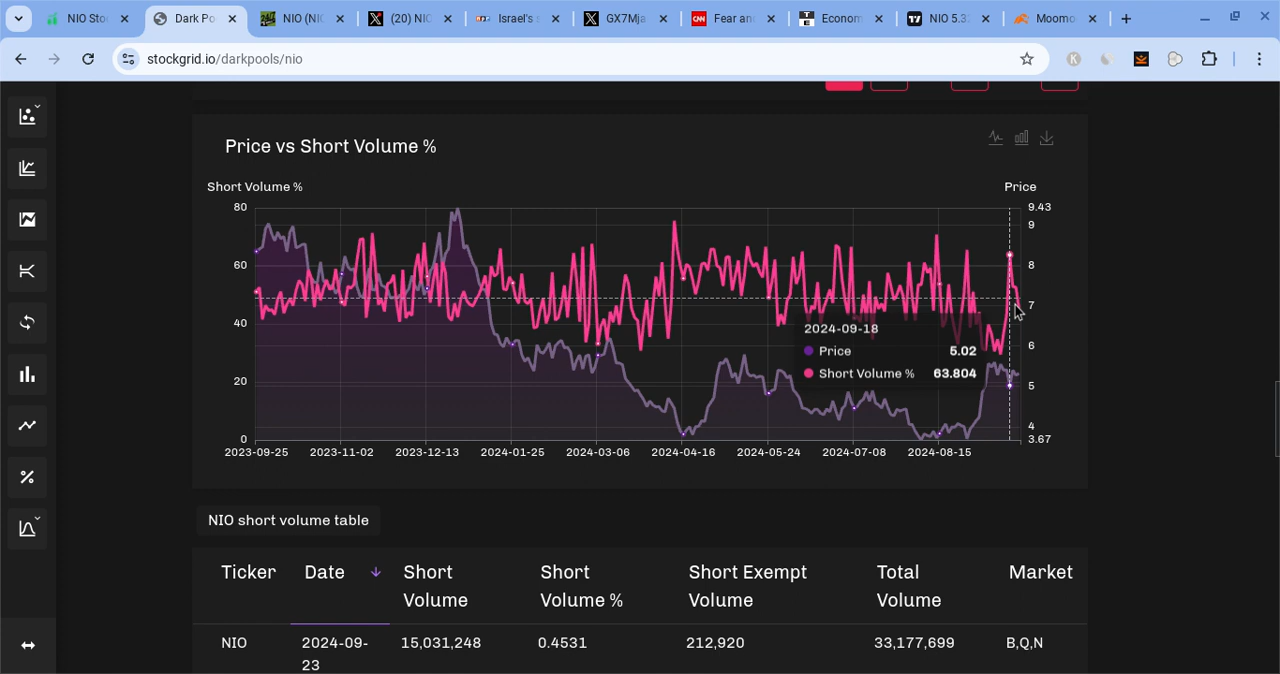 NIO Sto
Dark Po
NIO (NI
(20) NIO
Israel's s
GX7Mja
Fear an
Econom
NIO 5.3
Moomo
stockgrid.io/darkpools/nio
Price vs Short Volume %
Short Volume %
Price
80
60
40
20
0
9.43
9
8
7
6
5
4
3.67
2024-09-18
Price 5.02
Short Volume % 63.804
2023-09-25 2023-11-02 2023-12-13 2024-01-25 2024-03-06 2024-04-16 2024-05-24 2024-07-08 2024-08-15
NIO short volume table
Ticker Date Short Volume Short Volume % Short Exempt Volume Total Volume Market
NIO 2024-09-23 15,031,248 0.4531 212,920 33,177,699 B,Q,N